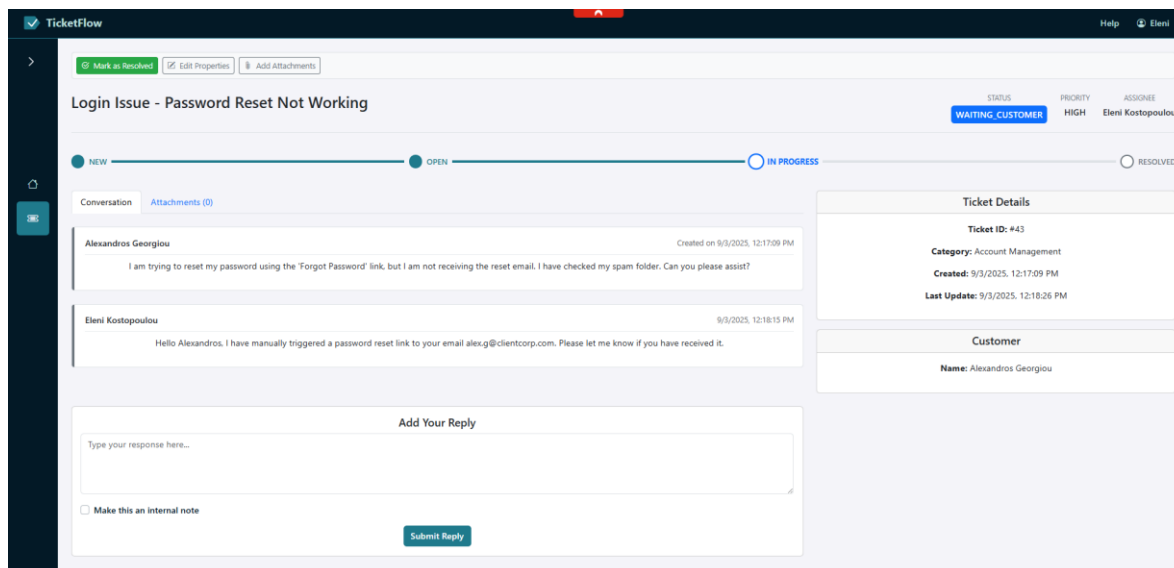 TicketFlow
Help Eleni
Mark as Resolved Edit Properties Add Attachments
Login Issue - Password Reset Not Working
STATUS PRIORITY ASSIGNEE
WAITING_CUSTOMER HIGH Eleni Kostopoulou
NEW OPEN IN PROGRESS RESOLVED
Conversation Attachments (0)
Alexandros Georgiou Created on 9/3/2025, 12:17:09 PM
I am trying to reset my password using the 'Forgot Password' link, but I am not receiving the reset email. I have checked my spam folder. Can you please assist?
Eleni Kostopoulou 9/3/2025, 12:18:15 PM
Hello Alexandros. I have manually triggered a password reset link to your email alex.g@clientcorp.com. Please let me know if you have received it.
Add Your Reply
Type your response here...
Make this an internal note
Submit Reply
Ticket Details
Ticket ID: #43
Category: Account Management
Created: 9/3/2025, 12:17:09 PM
Last Update: 9/3/2025, 12:18:26 PM
Customer
Name: Alexandros Georgiou